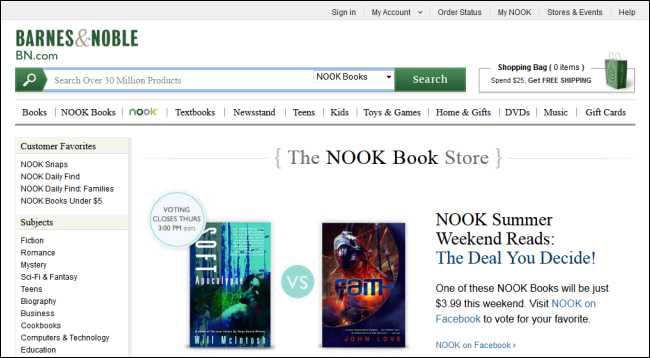 Sign in My Account Order Status My NOOK Stores & Events Help
BARNES&NOBLE
BN.com
Search Over 30 Million Products NOOK Books Search
Shopping Bag ( 0 items )
Spend $25, Get FREE SHIPPING
Books NOOK Books nook Textbooks Newsstand Teens Kids Toys & Games Home & Gifts DVDs Music Gift Cards
Customer Favorites
NOOK Snaps
NOOK Daily Find
NOOK Daily Find: Families
NOOK Books Under $5
Subjects
Fiction
Romance
Mystery
Sci-Fi & Fantasy
Teens
Biography
Business
Cookbooks
Computers & Technology
Education
{ The NOOK Book Store }
VOTING
CLOSES THURS
3:00 PM (EDT)
SOFT
Apocalypse
Will McIntosh
VS
JOHN LOVE
NOOK Summer
Weekend Reads:
The Deal You Decide!
One of these NOOK Books will be just
$3.99 this weekend. Visit NOOK on
Facebook to vote for your favorite.
NOOK on Facebook ›